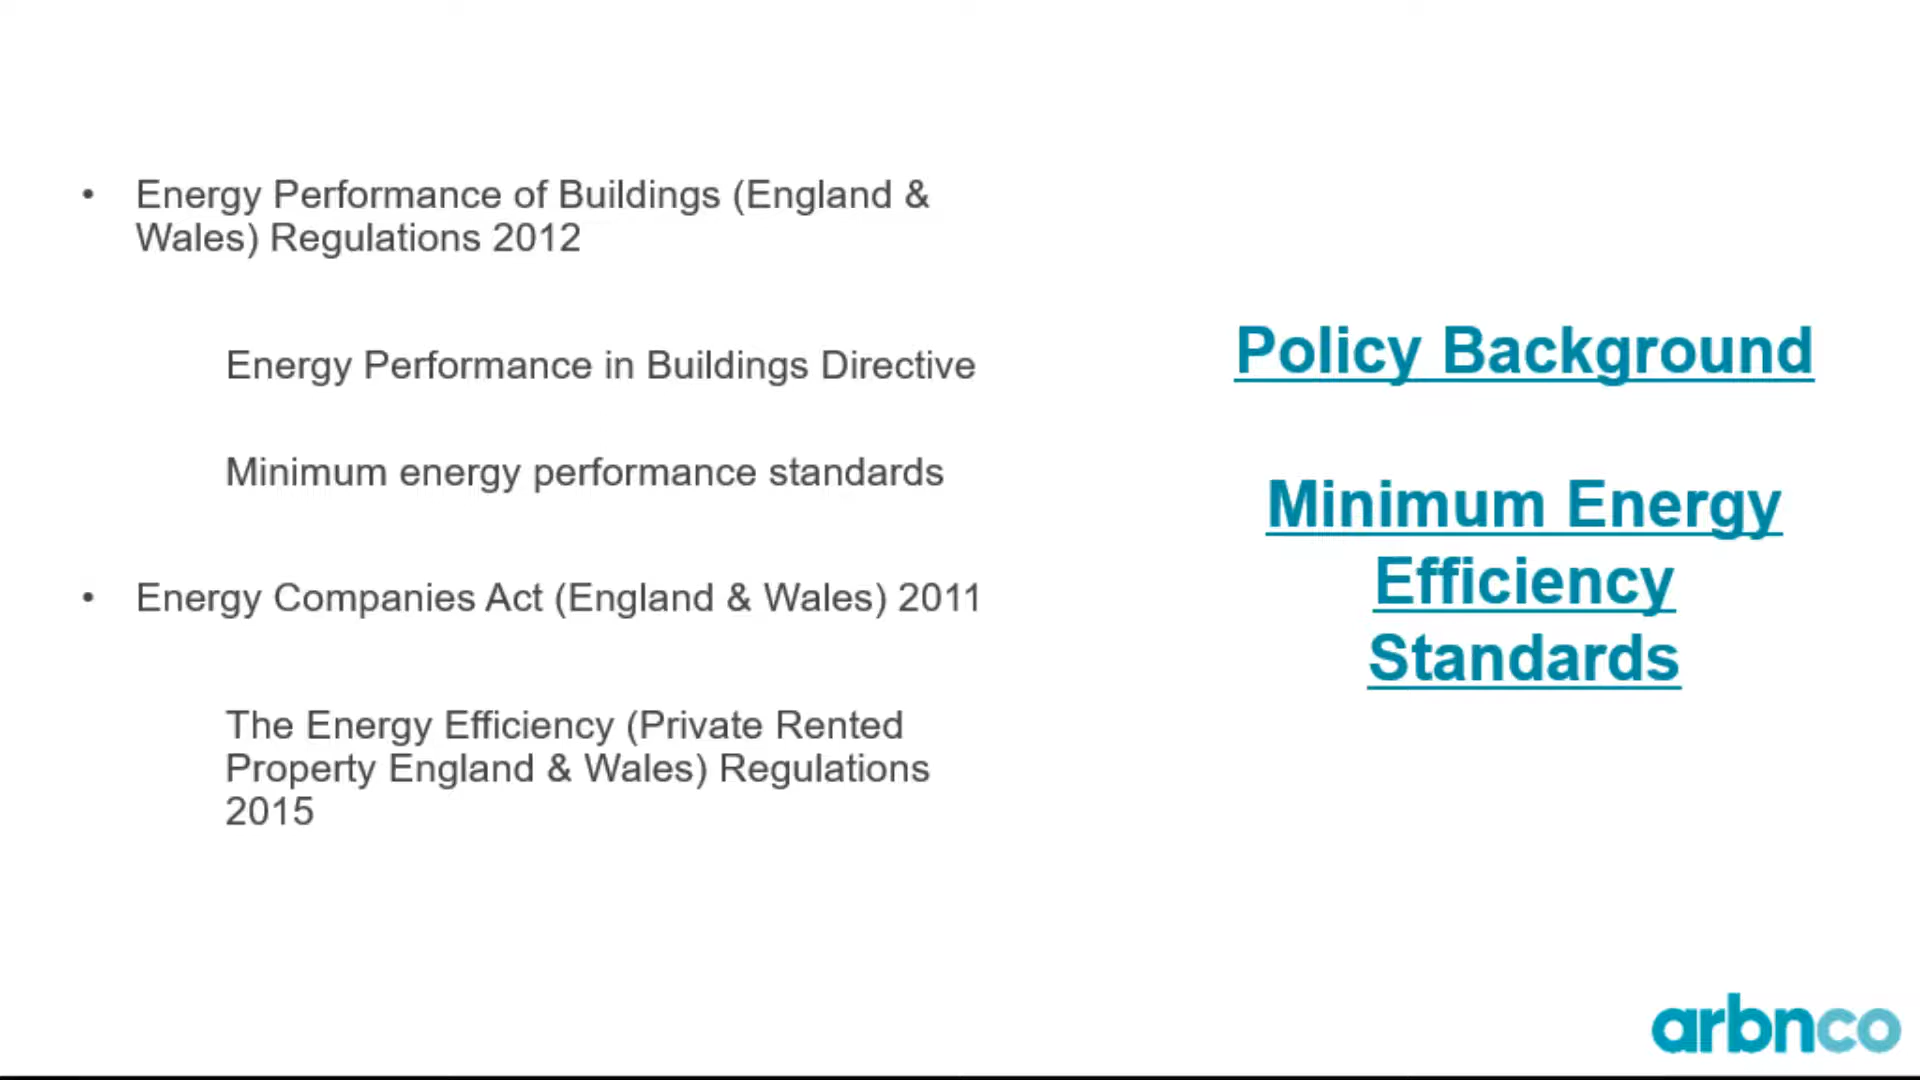 • Energy Performance of Buildings (England &
Wales) Regulations 2012
Energy Performance in Buildings Directive
Minimum energy performance standards
• Energy Companies Act (England & Wales) 2011
The Energy Efficiency (Private Rented
Property England & Wales) Regulations
2015
Policy Background
Minimum Energy
Efficiency
Standards
arbnco